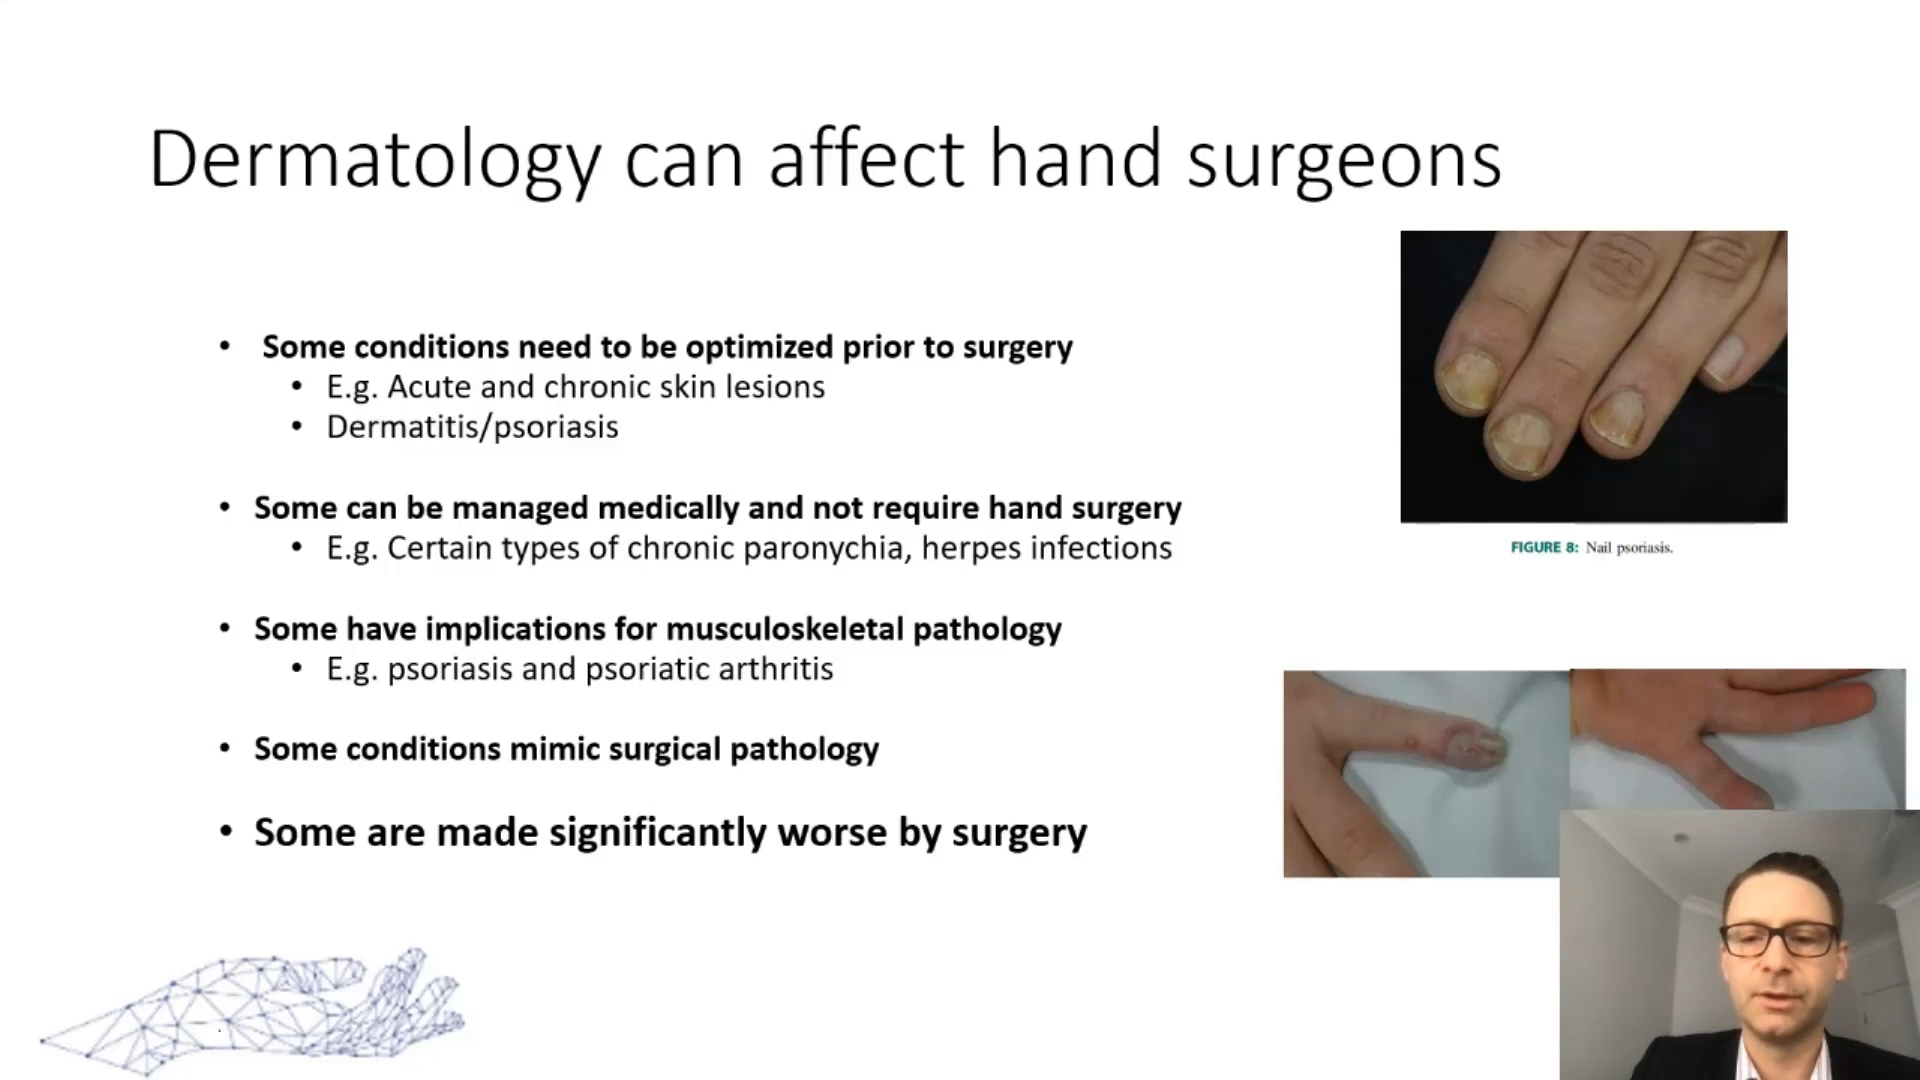 Dermatology can affect hand surgeons
• Some conditions need to be optimized prior to surgery
• E.g. Acute and chronic skin lesions
• Dermatitis/psoriasis
• Some can be managed medically and not require hand surgery
• E.g. Certain types of chronic paronychia, herpes infections
• Some have implications for musculoskeletal pathology
• E.g. psoriasis and psoriatic arthritis
• Some conditions mimic surgical pathology
• Some are made significantly worse by surgery
FIGURE 8: Nail psoriasis.